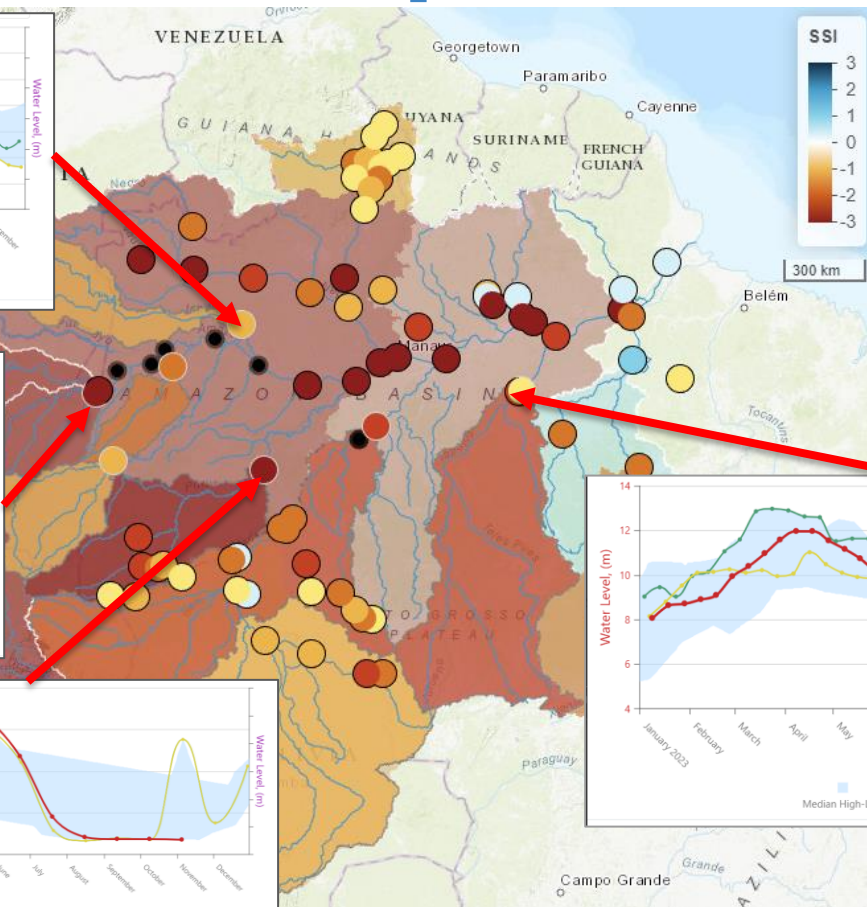 VENEZUELA
Georgetown
Paramaribo
Cayenne
UYANA
GUIANA H
SURINAME
FRENCH
GUIANA
ANDS
SSI
3
2
1
0
-1
-2
-3
300 km
Belém
Water Level, (m)
Manaus
AMAZON BASIN
Tocantins
Teles Pires
TO GROSSO
PLATEAU
Paraguay
Campo Grande
Grande
AZIL
14
12
10
8
6
4
Water Level, (m)
January 2023
February
March
April
May
Median High-
Water Level, (m)
July
August
September
October
November
December